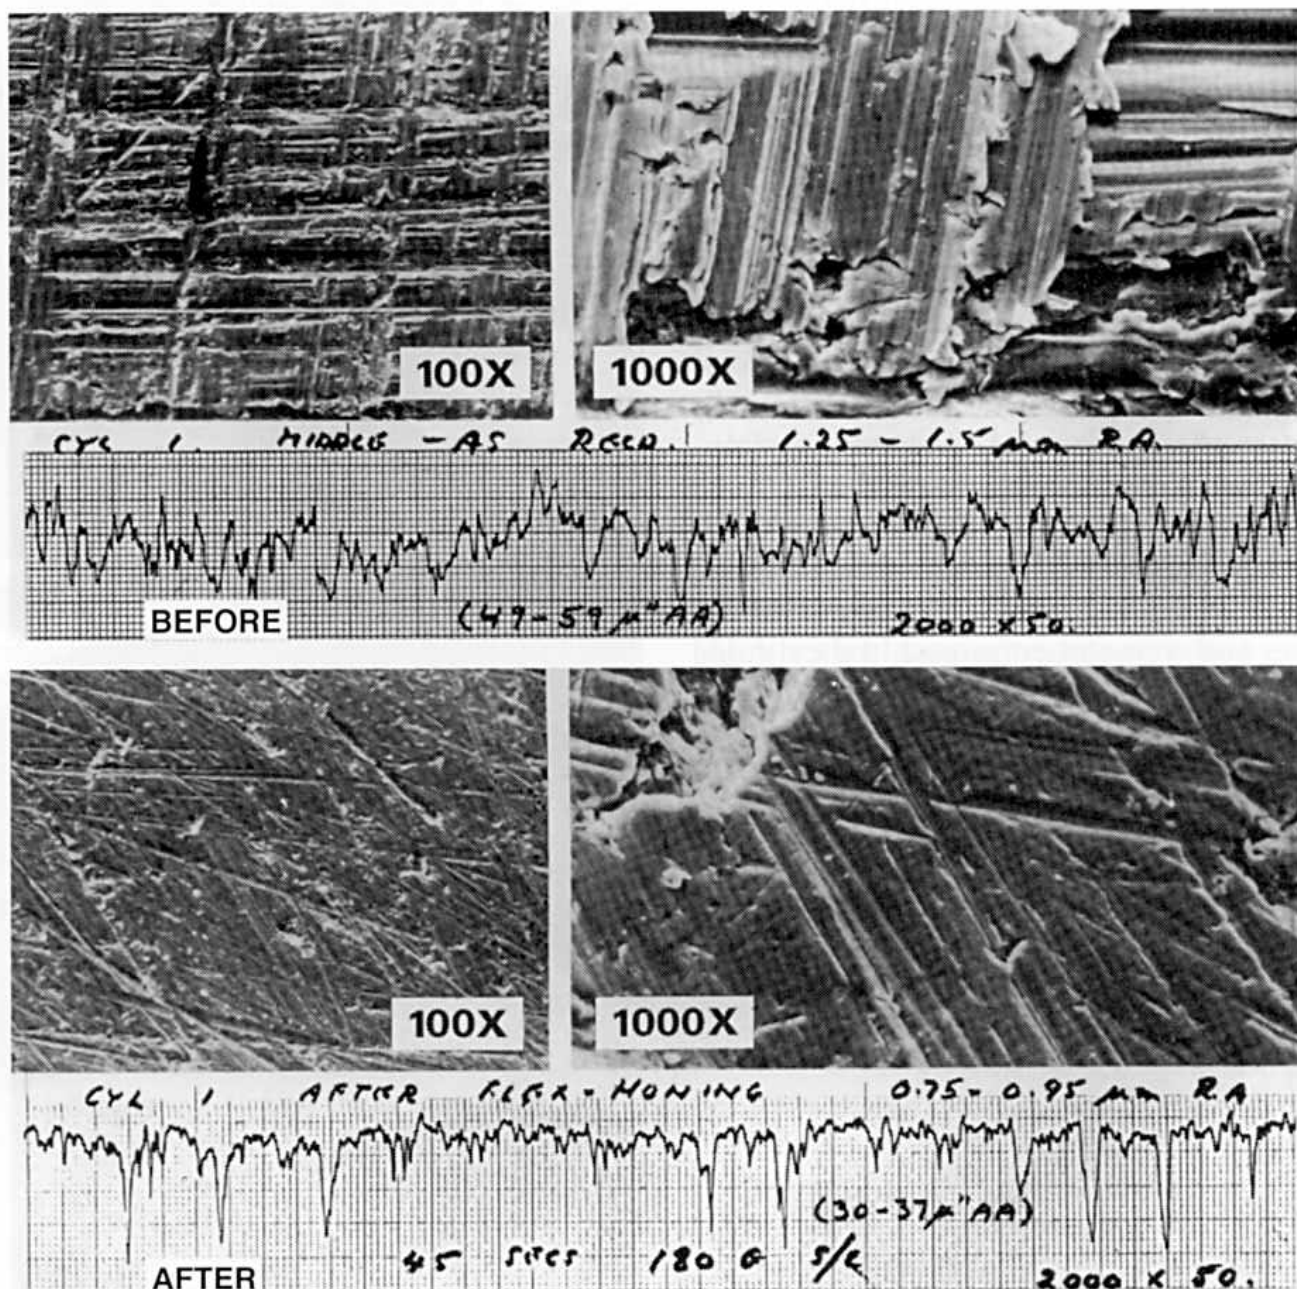 100X
1000X
CYL 1. MIDDLE - AS RECD. 1.25 - 1.5 µm R.A.
BEFORE (49-59 µ" AA) 2000 x 50.
100X
1000X
CYL 1 AFTER FLEX-HONING 0.75 - 0.95 µm RA
(30-37 µ" AA)
AFTER 45 SECS 180 G S/C 2000 x 50.